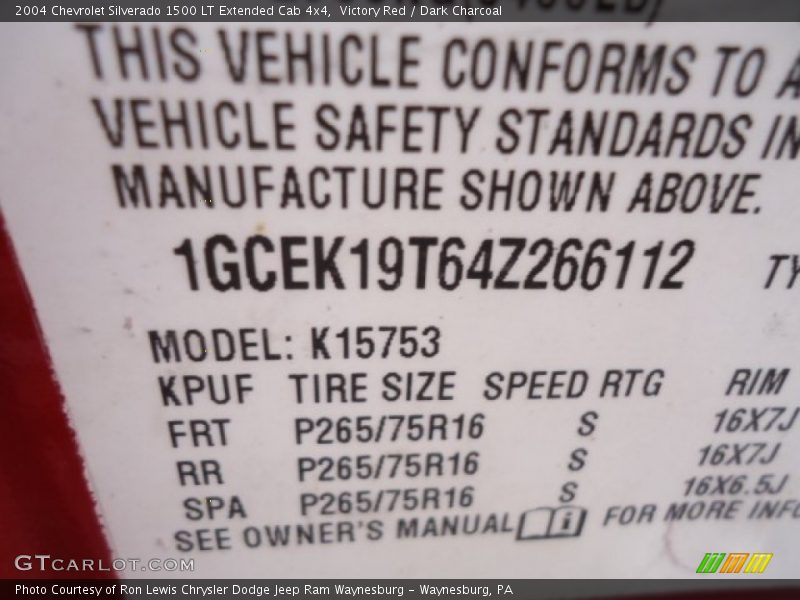 2004 Chevrolet Silverado 1500 LT Extended Cab 4x4, Victory Red / Dark Charcoal
THIS VEHICLE CONFORMS TO A
VEHICLE SAFETY STANDARDS IN
MANUFACTURE SHOWN ABOVE.
1GCEK19T64Z266112 TY
MODEL: K15753
KPUF TIRE SIZE SPEED RTG RIM
FRT P265/75R16 S 16X7J
RR P265/75R16 S 16X7J
SPA P265/75R16 S 16X6.5J
SEE OWNER'S MANUAL i FOR MORE INFO
GTCARLOT.COM
Photo Courtesy of Ron Lewis Chrysler Dodge Jeep Ram Waynesburg – Waynesburg, PA